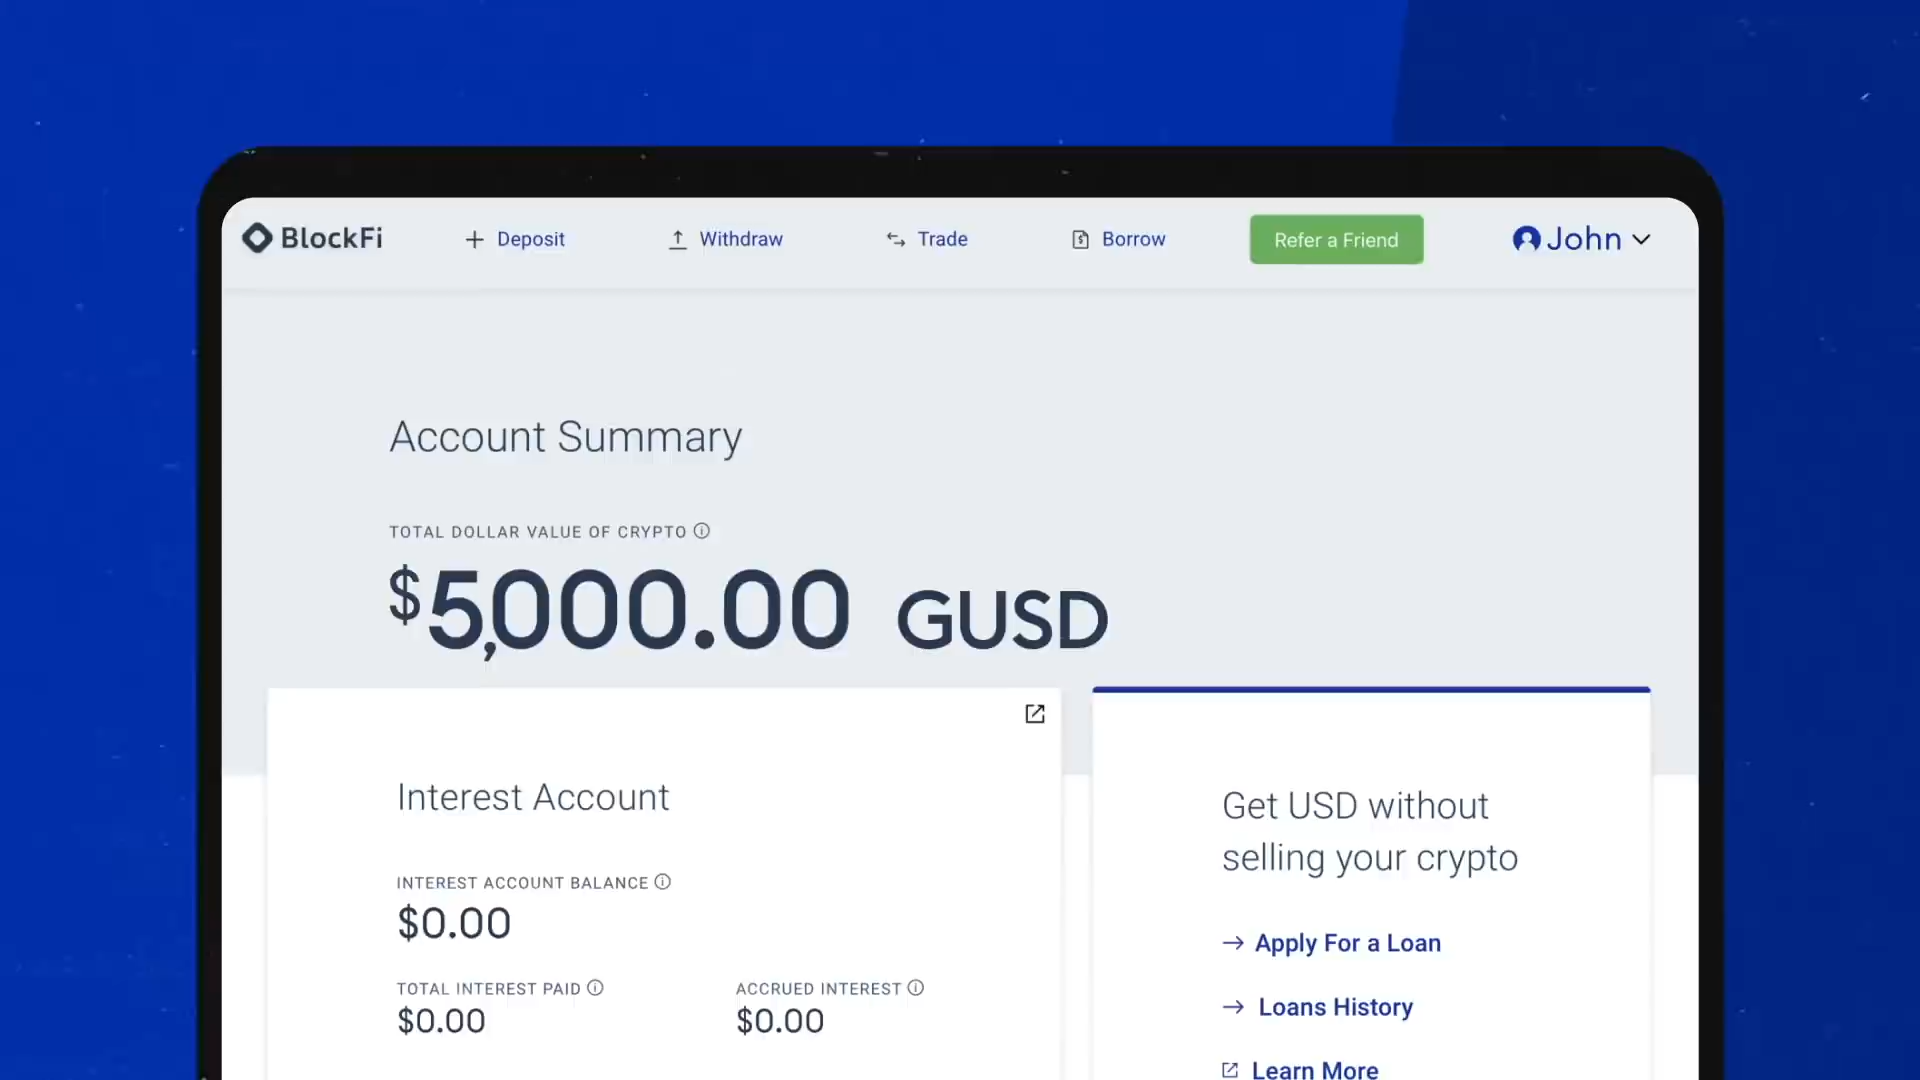 BlockFi
Deposit
Withdraw
Trade
Borrow
Refer a Friend
John
Account Summary
TOTAL DOLLAR VALUE OF CRYPTO
$5,000.00 GUSD
Interest Account
INTEREST ACCOUNT BALANCE
$0.00
TOTAL INTEREST PAID
$0.00
ACCRUED INTEREST
$0.00
Get USD without
selling your crypto
Apply For a Loan
Loans History
Learn More